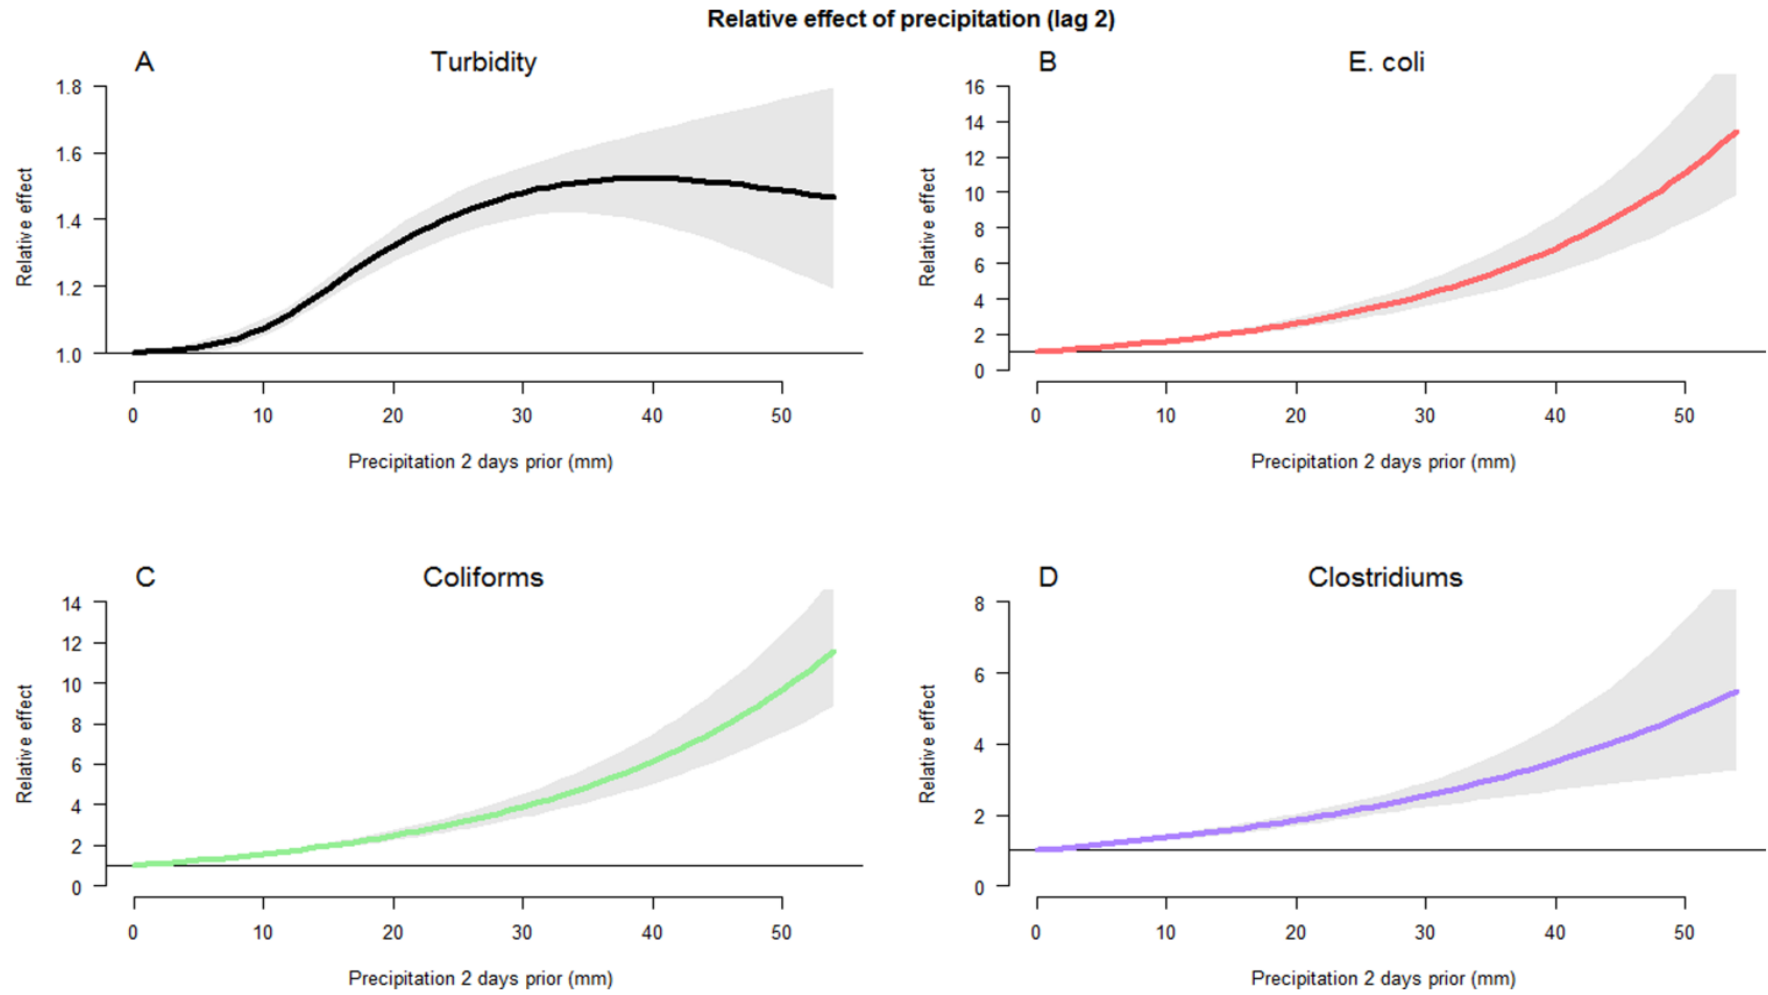 Relative effect of precipitation (lag 2)
A Turbidity
1.8
1.6
1.4
1.2
1.0
Relative effect
0 10 20 30 40 50
Precipitation 2 days prior (mm)
B E. coli
16
14
12
10
8
6
4
2
0
Relative effect
0 10 20 30 40 50
Precipitation 2 days prior (mm)
C Coliforms
14
12
10
8
6
4
2
0
Relative effect
0 10 20 30 40 50
Precipitation 2 days prior (mm)
D Clostridiums
8
6
4
2
0
Relative effect
0 10 20 30 40 50
Precipitation 2 days prior (mm)